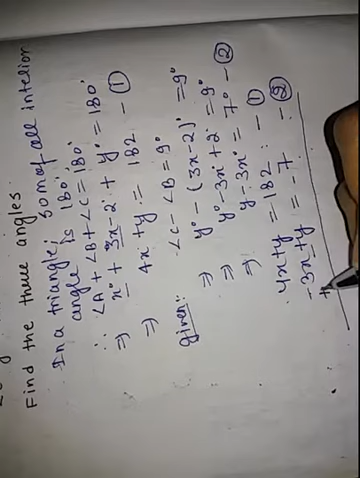 Find the three angles.
In a triangle, Sum of all interior
angle is 180°.
∴ ∠A + ∠B + ∠C = 180°
⇒ x° + 3x-2° + y° = 180°
⇒ 4x + y = 182 - ①
Given:- ∠C - ∠B = 9°
⇒ y° - (3x-2)° = 9°
⇒ y° - 3x + 2° = 9°
⇒ y - 3x° = 7° - ②
4x + y = 182 : - ①
-3x + y = -7 - ②